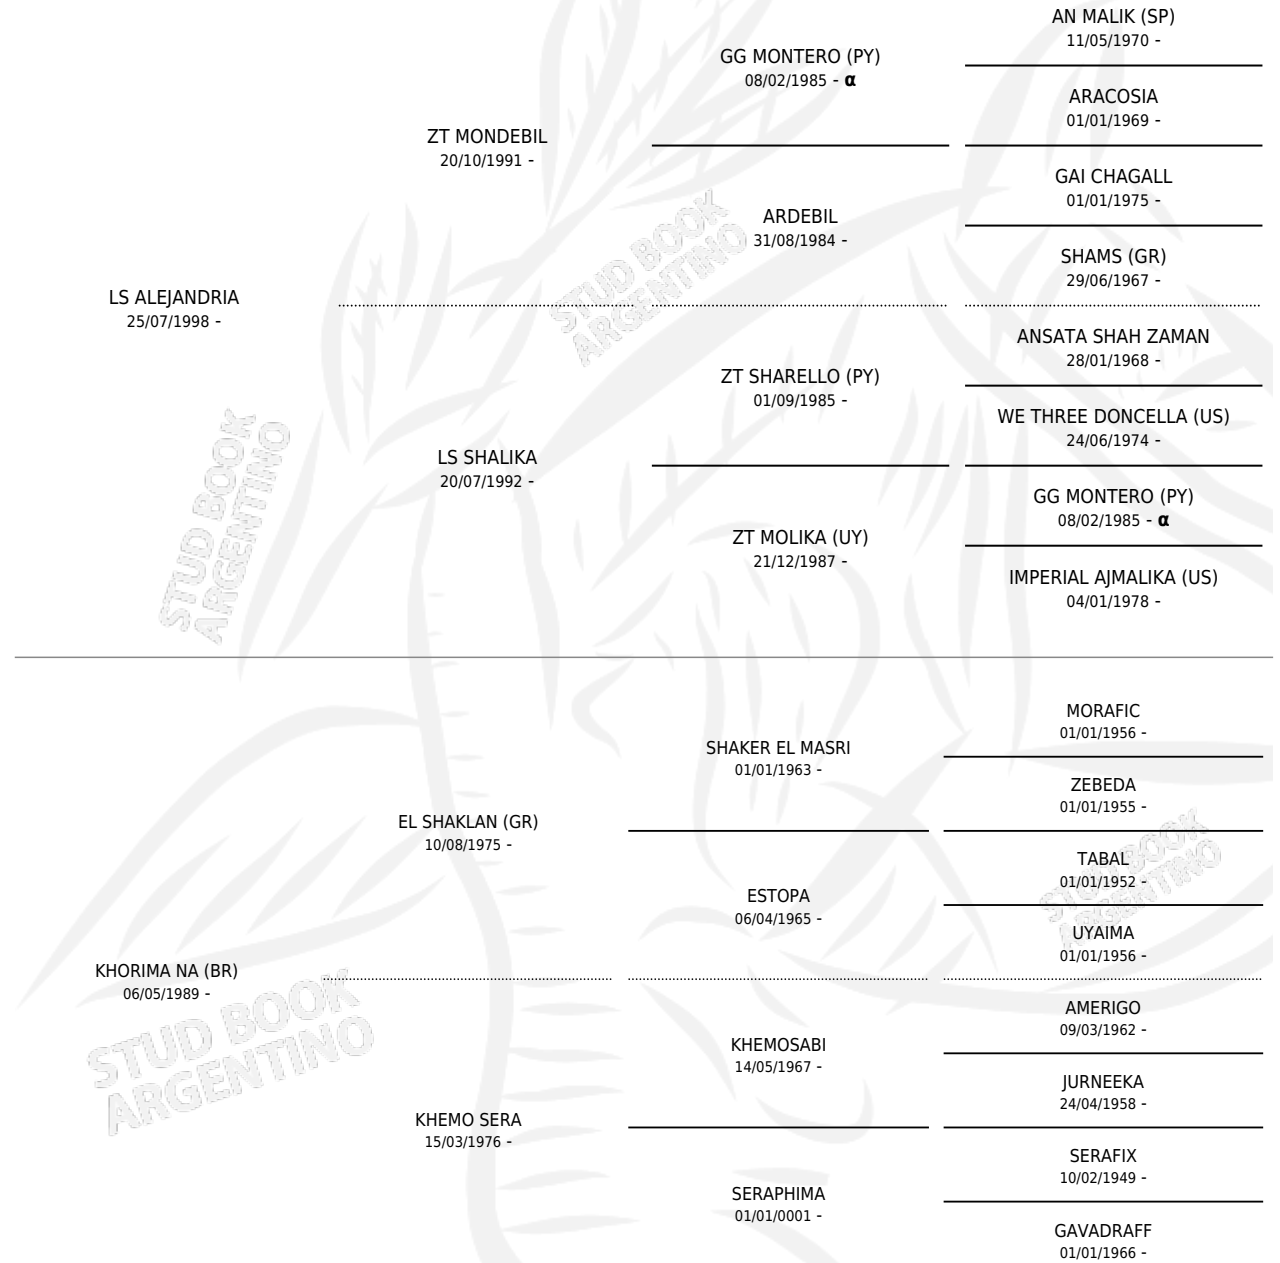 AN MALIK (SP)
11/05/1970 -
GG MONTERO (PY)
08/02/1985 - α
ARACOSIA
01/01/1969 -
ZT MONDEBIL
20/10/1991 -
GAI CHAGALL
01/01/1975 -
ARDEBIL
31/08/1984 -
SHAMS (GR)
29/06/1967 -
LS ALEJANDRIA
25/07/1998 -
ANSATA SHAH ZAMAN
28/01/1968 -
ZT SHARELLO (PY)
01/09/1985 -
WE THREE DONCELLA (US)
24/06/1974 -
LS SHALIKA
20/07/1992 -
GG MONTERO (PY)
08/02/1985 - α
ZT MOLIKA (UY)
21/12/1987 -
IMPERIAL AJMALIKA (US)
04/01/1978 -
MORAFIC
01/01/1956 -
SHAKER EL MASRI
01/01/1963 -
ZEBEDA
01/01/1955 -
EL SHAKLAN (GR)
10/08/1975 -
TABAL
01/01/1952 -
ESTOPA
06/04/1965 -
UYAIMA
01/01/1956 -
KHORIMA NA (BR)
06/05/1989 -
AMERIGO
09/03/1962 -
KHEMOSABI
14/05/1967 -
JURNEEKA
24/04/1958 -
KHEMO SERA
15/03/1976 -
SERAFIX
10/02/1949 -
SERAPHIMA
01/01/0001 -
GAVADRAFF
01/01/1966 -
STUD BOOK
ARGENTINO
STUD BOOK
ARGENTINO
STUD BOOK
ARGENTINO
STUD BOOK
ARGENTINO